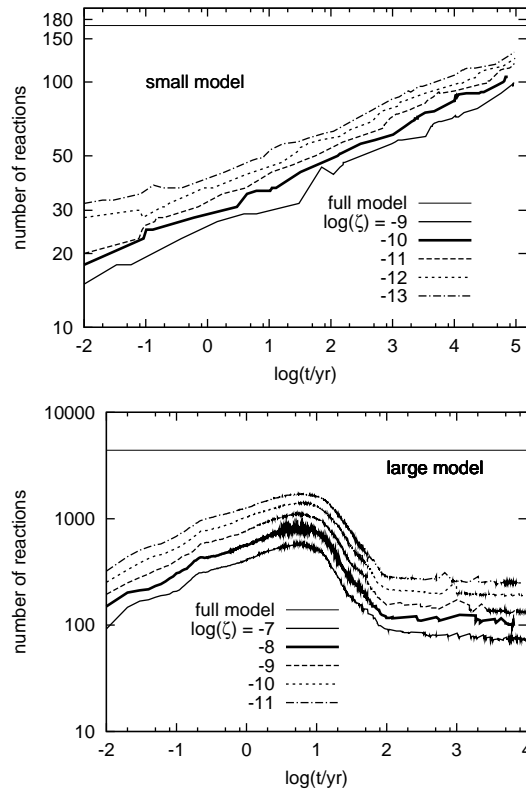 180
150
100
50
30
20
10
number of reactions
small model
full model
log(ζ) = -9
-10
-11
-12
-13
-2 -1 0 1 2 3 4 5
log(t/yr)
10000
1000
100
10
number of reactions
large model
full model
log(ζ) = -7
-8
-9
-10
-11
-2 -1 0 1 2 3 4
log(t/yr)